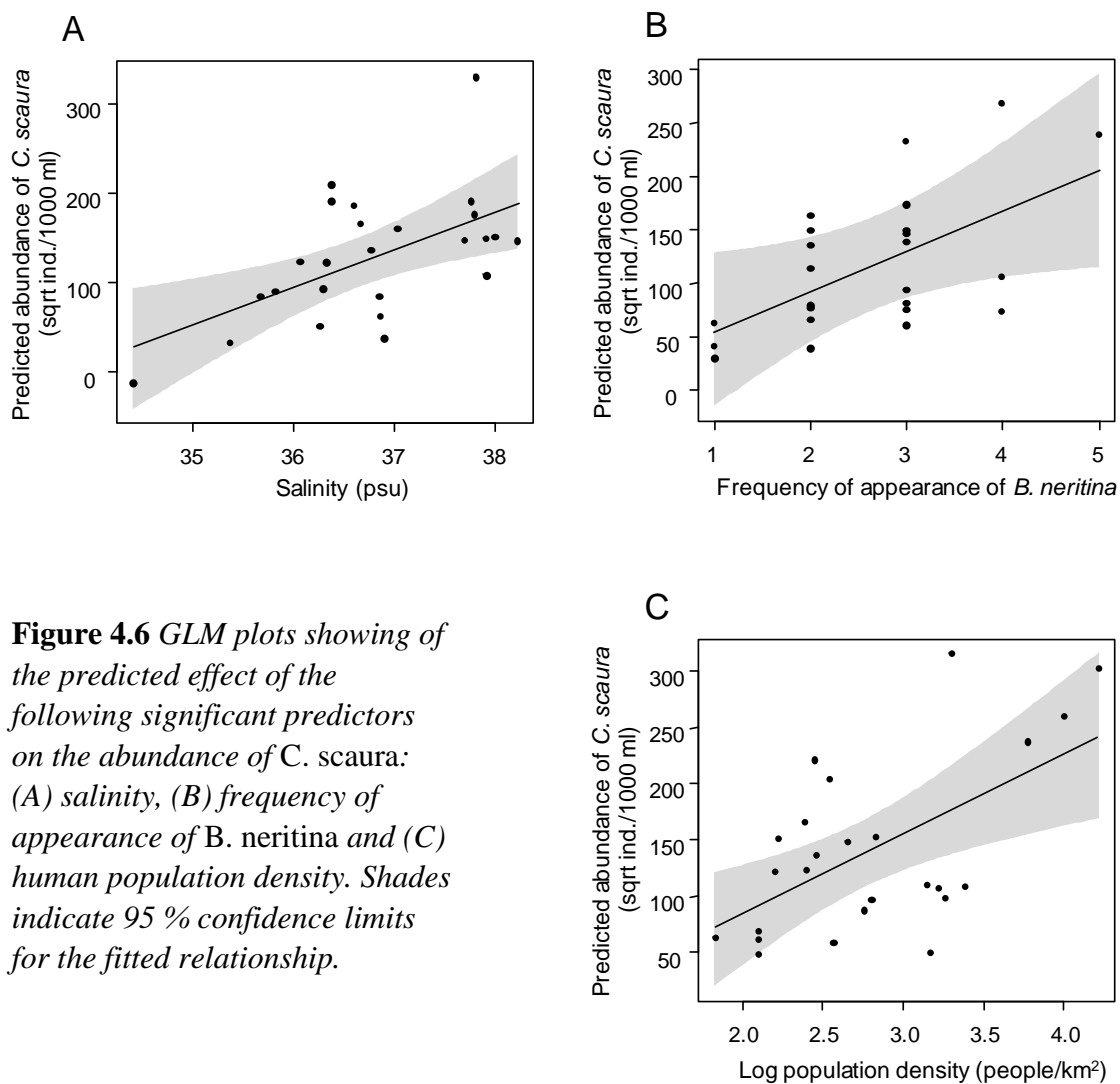 A
Predicted abundance of C. scaura
(sqrt ind./1000 ml)
300
200
100
0
35 36 37 38
Salinity (psu)
B
Predicted abundance of C. scaura
(sqrt ind./1000 ml)
300
250
200
150
100
50
0
1 2 3 4 5
Frequency of appearance of B. neritina
Figure 4.6 GLM plots showing of
the predicted effect of the
following significant predictors
on the abundance of C. scaura:
(A) salinity, (B) frequency of
appearance of B. neritina and (C)
human population density. Shades
indicate 95 % confidence limits
for the fitted relationship.
C
Predicted abundance of C. scaura
(sqrt ind./1000 ml)
300
250
200
150
100
50
2.0 2.5 3.0 3.5 4.0
Log population density (people/km²)